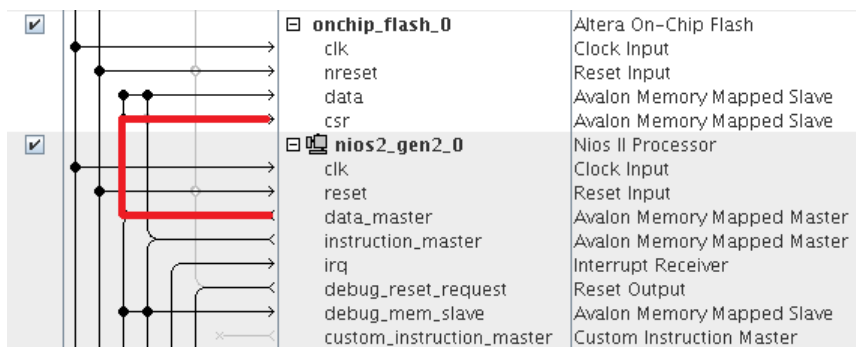 onchip_flash_0 Altera On-Chip Flash
clk Clock Input
nreset Reset Input
data Avalon Memory Mapped Slave
csr Avalon Memory Mapped Slave
nios2_gen2_0 Nios II Processor
clk Clock Input
reset Reset Input
data_master Avalon Memory Mapped Master
instruction_master Avalon Memory Mapped Master
irq Interrupt Receiver
debug_reset_request Reset Output
debug_mem_slave Avalon Memory Mapped Slave
custom_instruction_master Custom Instruction Master